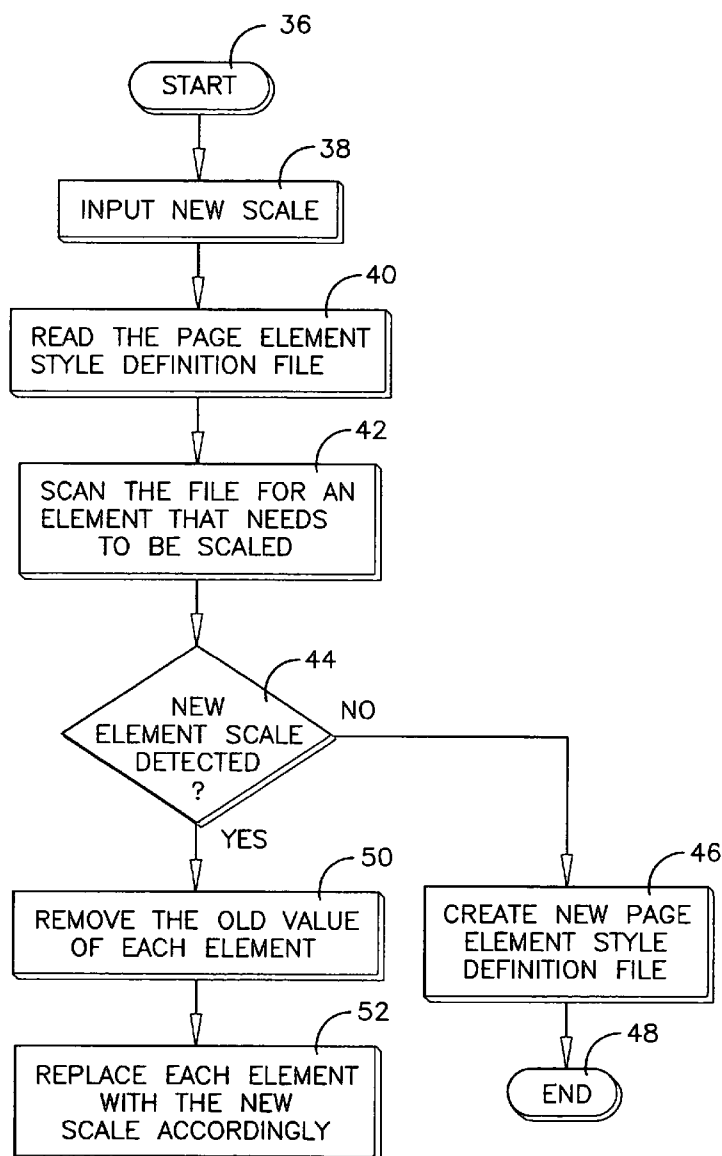 36
START
38
INPUT NEW SCALE
40
READ THE PAGE ELEMENT
STYLE DEFINITION FILE
42
SCAN THE FILE FOR AN
ELEMENT THAT NEEDS
TO BE SCALED
44
NEW
ELEMENT SCALE
DETECTED
?
NO
YES
50
REMOVE THE OLD VALUE
OF EACH ELEMENT
46
CREATE NEW PAGE
ELEMENT STYLE
DEFINITION FILE
52
REPLACE EACH ELEMENT
WITH THE NEW
SCALE ACCORDINGLY
48
END